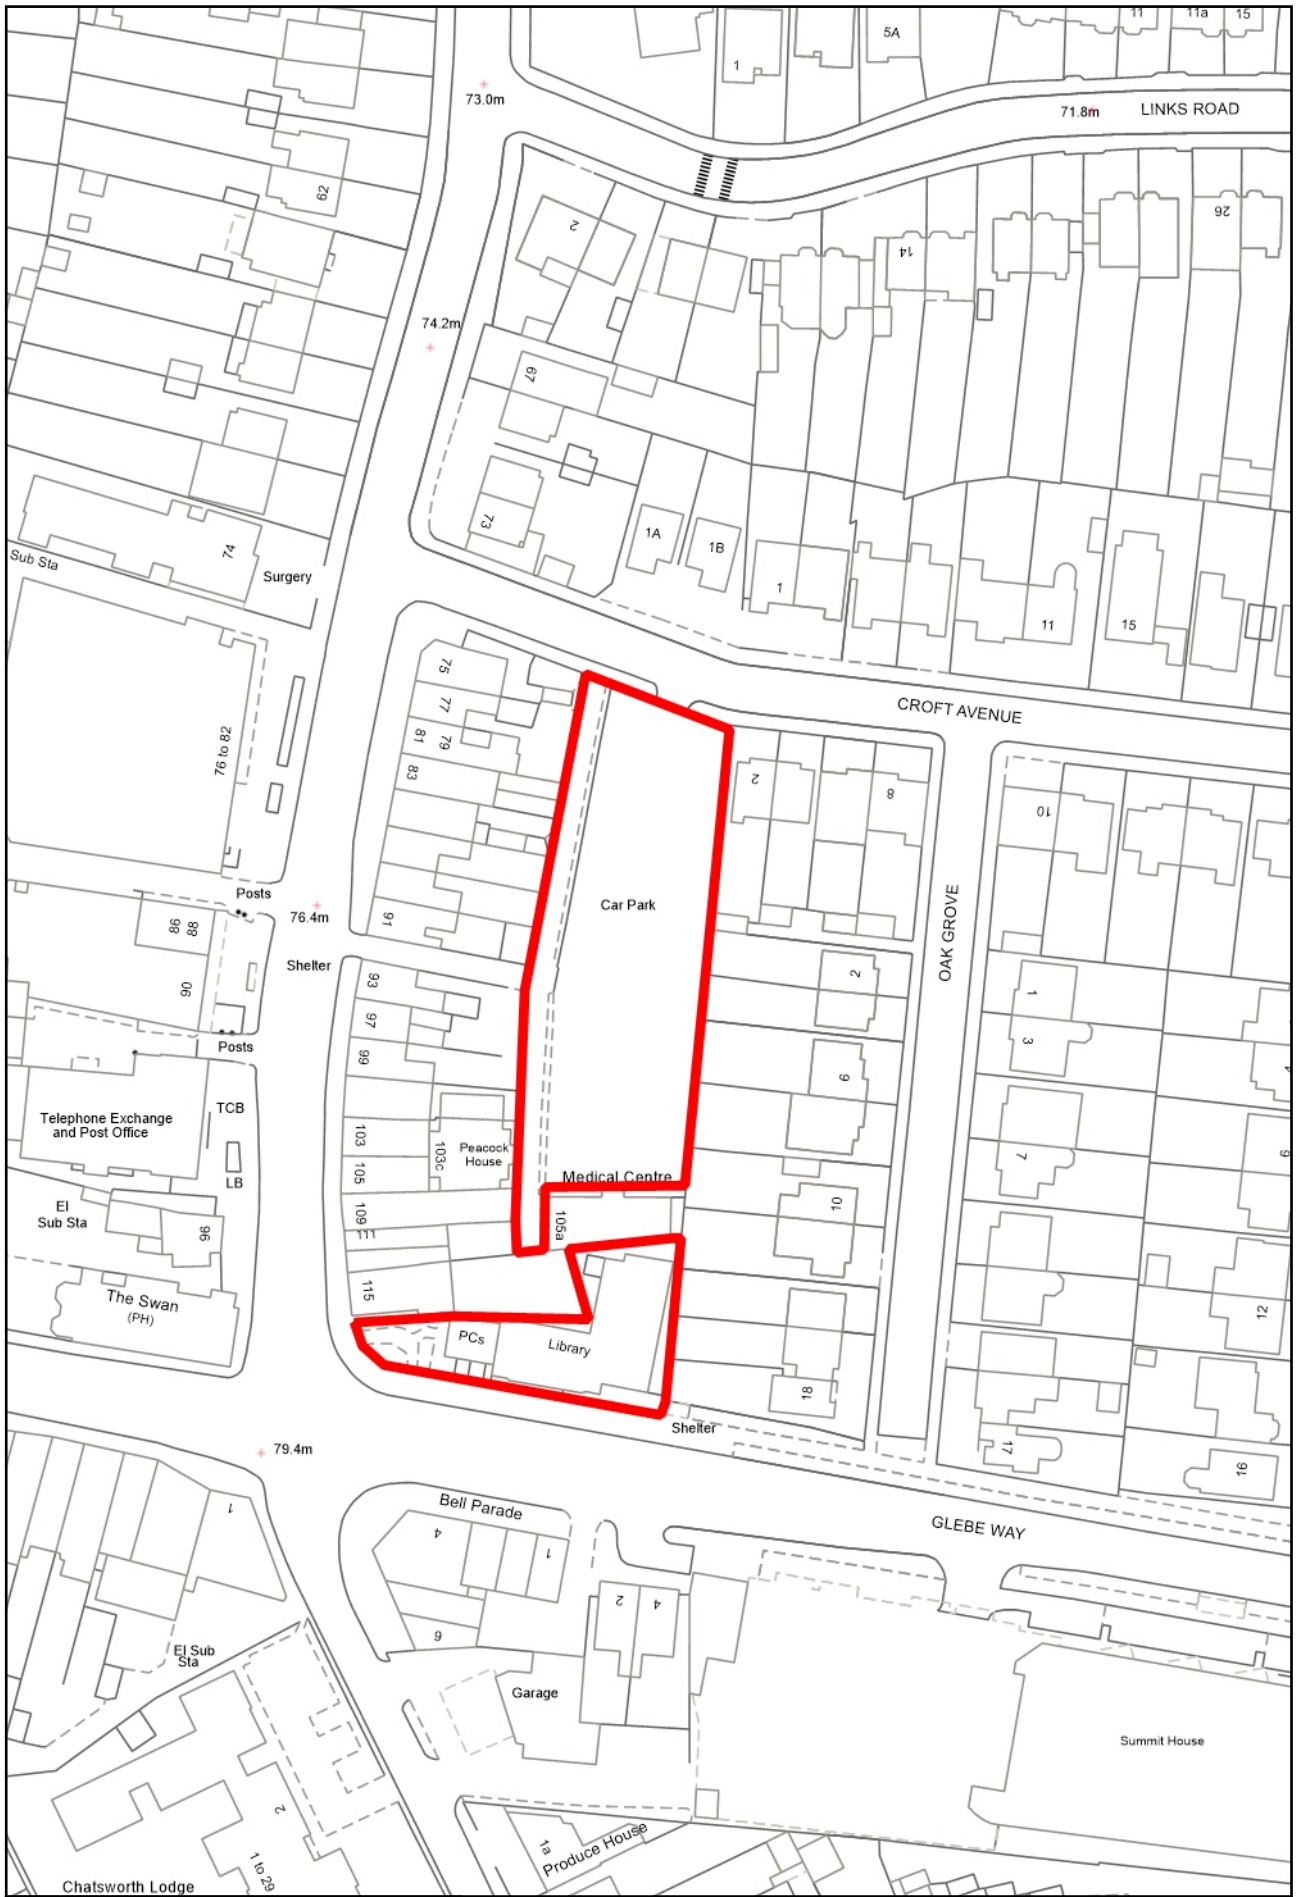 11
11a
15
5A
1
73.0m
71.8m
LINKS ROAD
62
2
26
14
74.2m
67
73
1A
1B
1
11
15
74
Sub Sta
Surgery
75
77
79
81
83
CROFT AVENUE
76 to 82
2
8
10
Car Park
OAK GROVE
Posts
76.4m
91
86
88
90
Shelter
93
97
99
2
1
3
4
Posts
6
Telephone Exchange
and Post Office
TCB
LB
103
103c
Peacock
House
105
7
6
Medical Centre
El
Sub Sta
96
109
111
105a
10
The Swan
(PH)
115
PCs
Library
12
18
Shelter
17
16
79.4m
1
Bell Parade
4
1
GLEBE WAY
2
4
6
El Sub
Sta
Garage
Summit House
2
1 to 29
1a
Produce House
Chatsworth Lodge